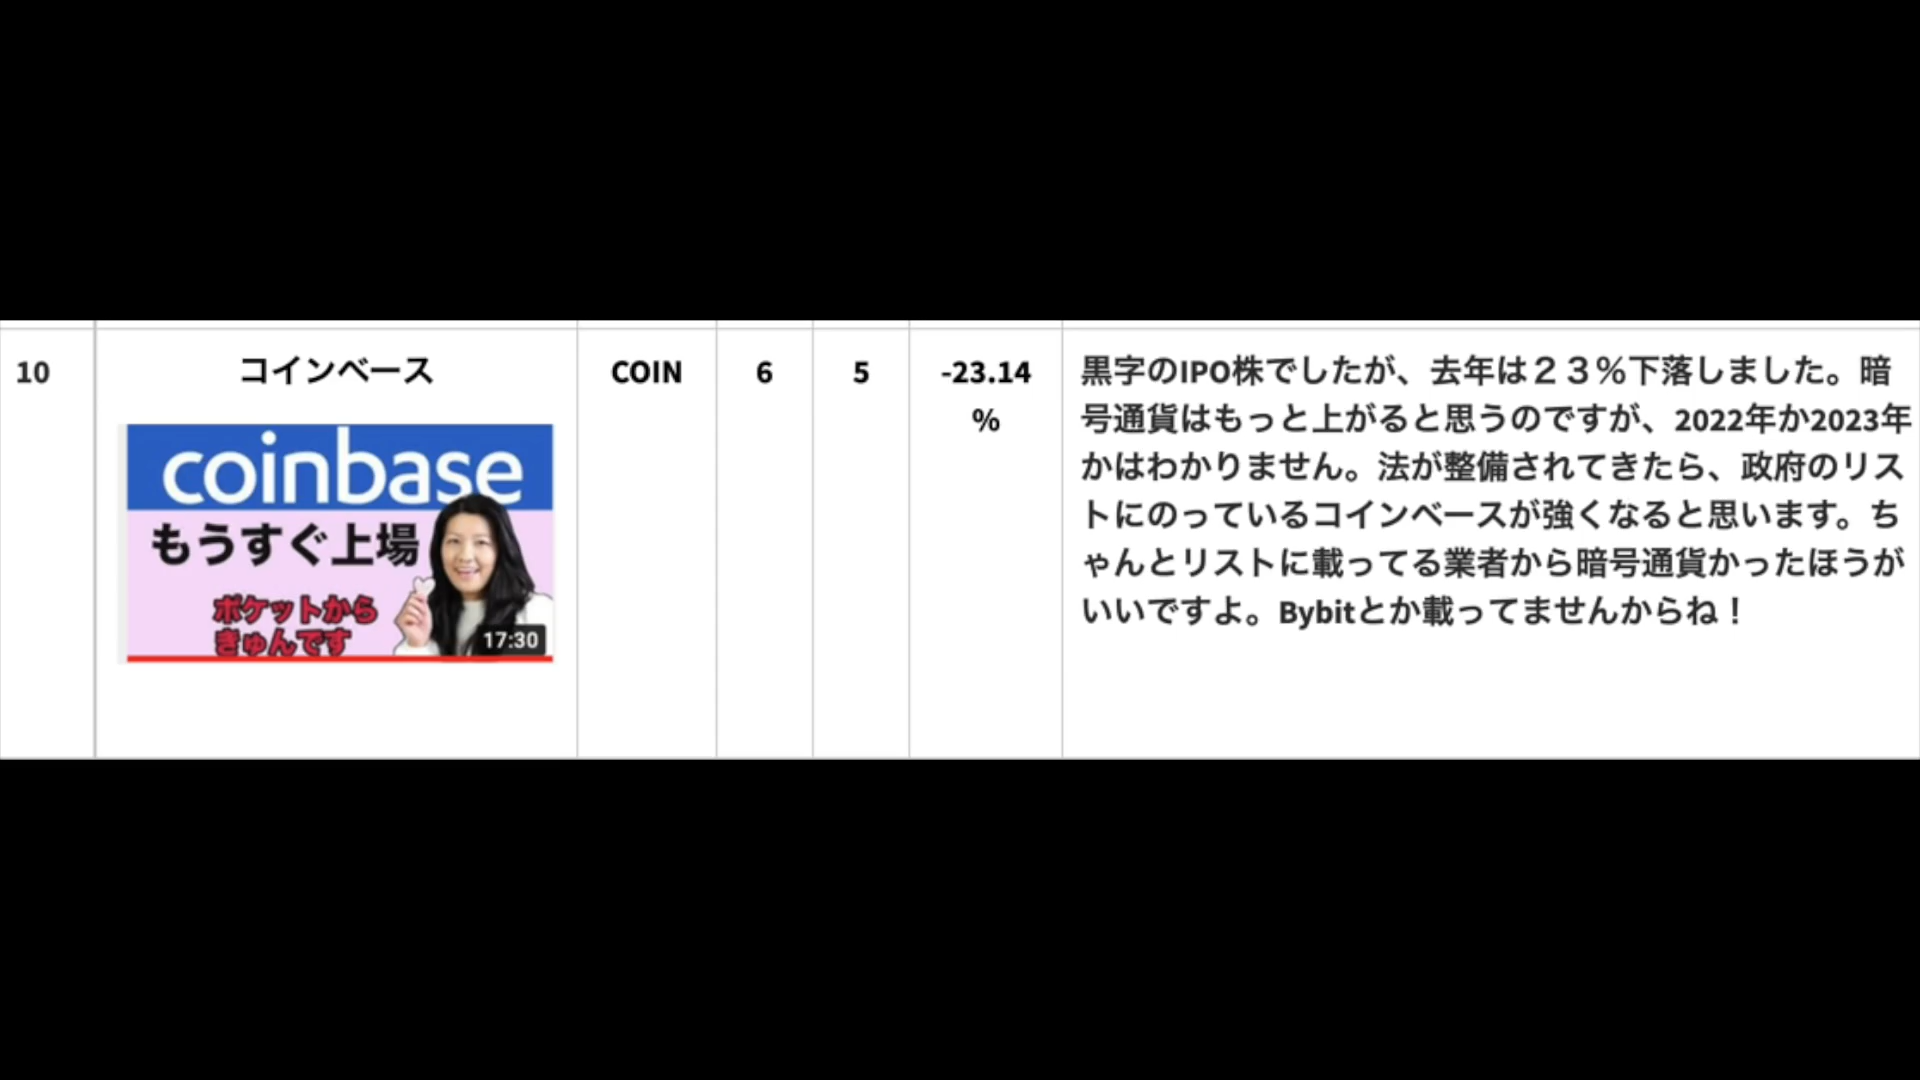 10
コインベース
coinbase
もうすぐ上場
ポケットから
きゅんです
17:30
COIN
6
5
-23.14
%
黒字のIPO株でしたが、去年は２３％下落しました。暗
号通貨はもっと上がると思うのですが、2022年か2023年
かはわかりません。法が整備されてきたら、政府のリス
トにのっているコインベースが強くなると思います。ち
ゃんとリストに載ってる業者から暗号通貨かったほうが
いいですよ。Bybitとか載ってませんからね！